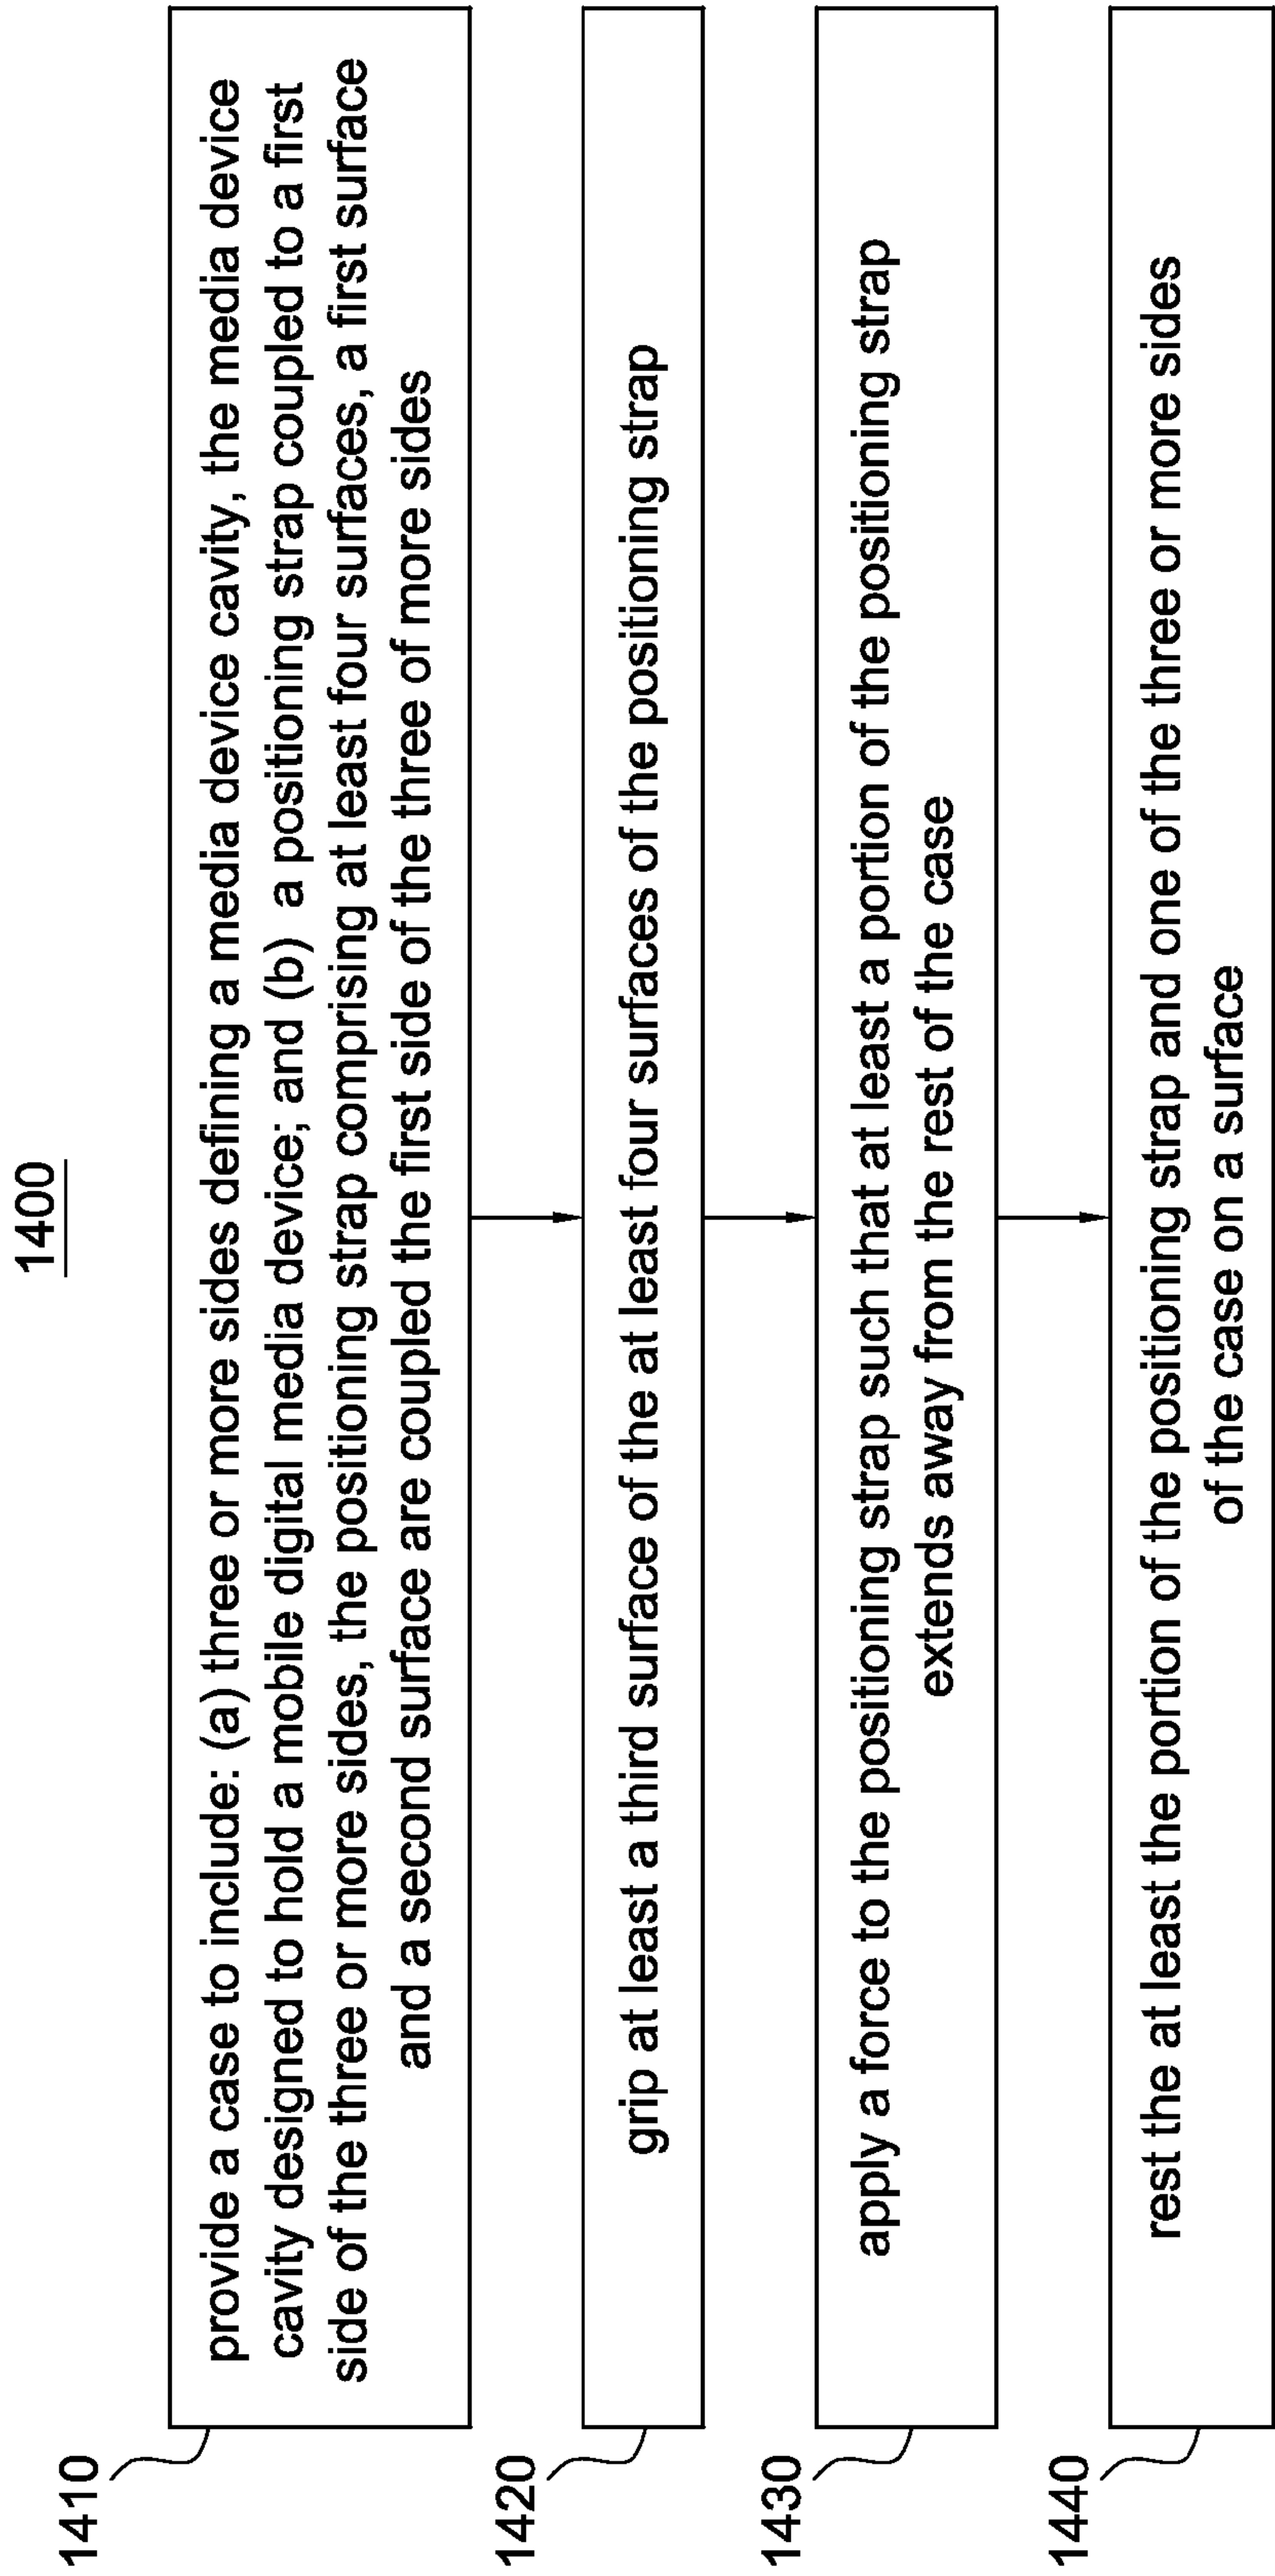 1400
1410
provide a case to include: (a) three or more sides defining a media device cavity, the media device
cavity designed to hold a mobile digital media device; and (b) a positioning strap coupled to a first
side of the three or more sides, the positioning strap comprising at least four surfaces, a first surface
and a second surface are coupled the first side of the three of more sides
1420
grip at least a third surface of the at least four surfaces of the positioning strap
1430
apply a force to the positioning strap such that at least a portion of the positioning strap
extends away from the rest of the case
1440
rest the at least the portion of the positioning strap and one of the three or more sides
of the case on a surface